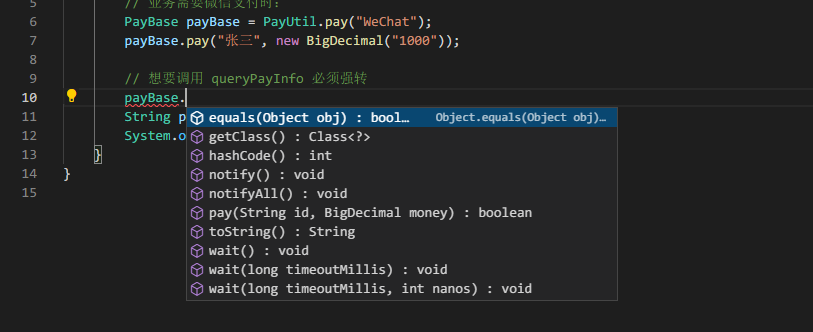 5 // 业务需要微信支付时:
6 PayBase payBase = PayUtil.pay("WeChat");
7 payBase.pay("张三", new BigDecimal("1000"));
8
9 // 想要调用 queryPayInfo 必须强转
10 payBase.
equals(Object obj) : bool… Object.equals(Object obj)…
11 String p
getClass() : Class<?>
12 System.o
hashCode() : int
13 }
notify() : void
14 }
notifyAll() : void
15
pay(String id, BigDecimal money) : boolean
toString() : String
wait() : void
wait(long timeoutMillis) : void
wait(long timeoutMillis, int nanos) : void